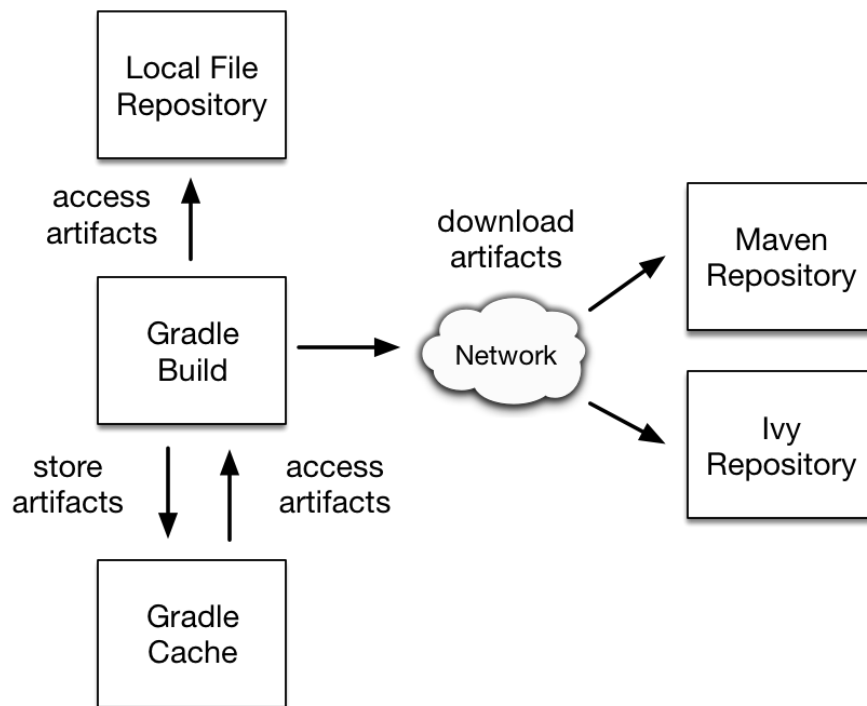 Local File
Repository
access
artifacts
download
artifacts
Maven
Repository
Gradle
Build
Network
Ivy
Repository
store
artifacts
access
artifacts
Gradle
Cache